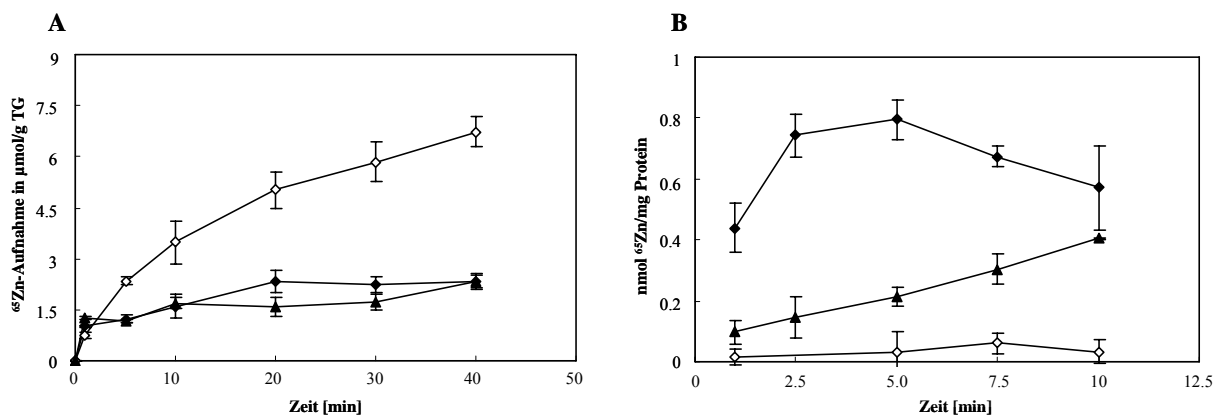 A
⁶⁵Zn-Aufnahme in µmol/g TG
9
7.5
6
4.5
3
1.5
0
0 10 20 30 40 50
Zeit [min]
B
nmol ⁶⁵Zn/mg Protein
1
0.8
0.6
0.4
0.2
0
0 2.5 5.0 7.5 10 12.5
Zeit [min]